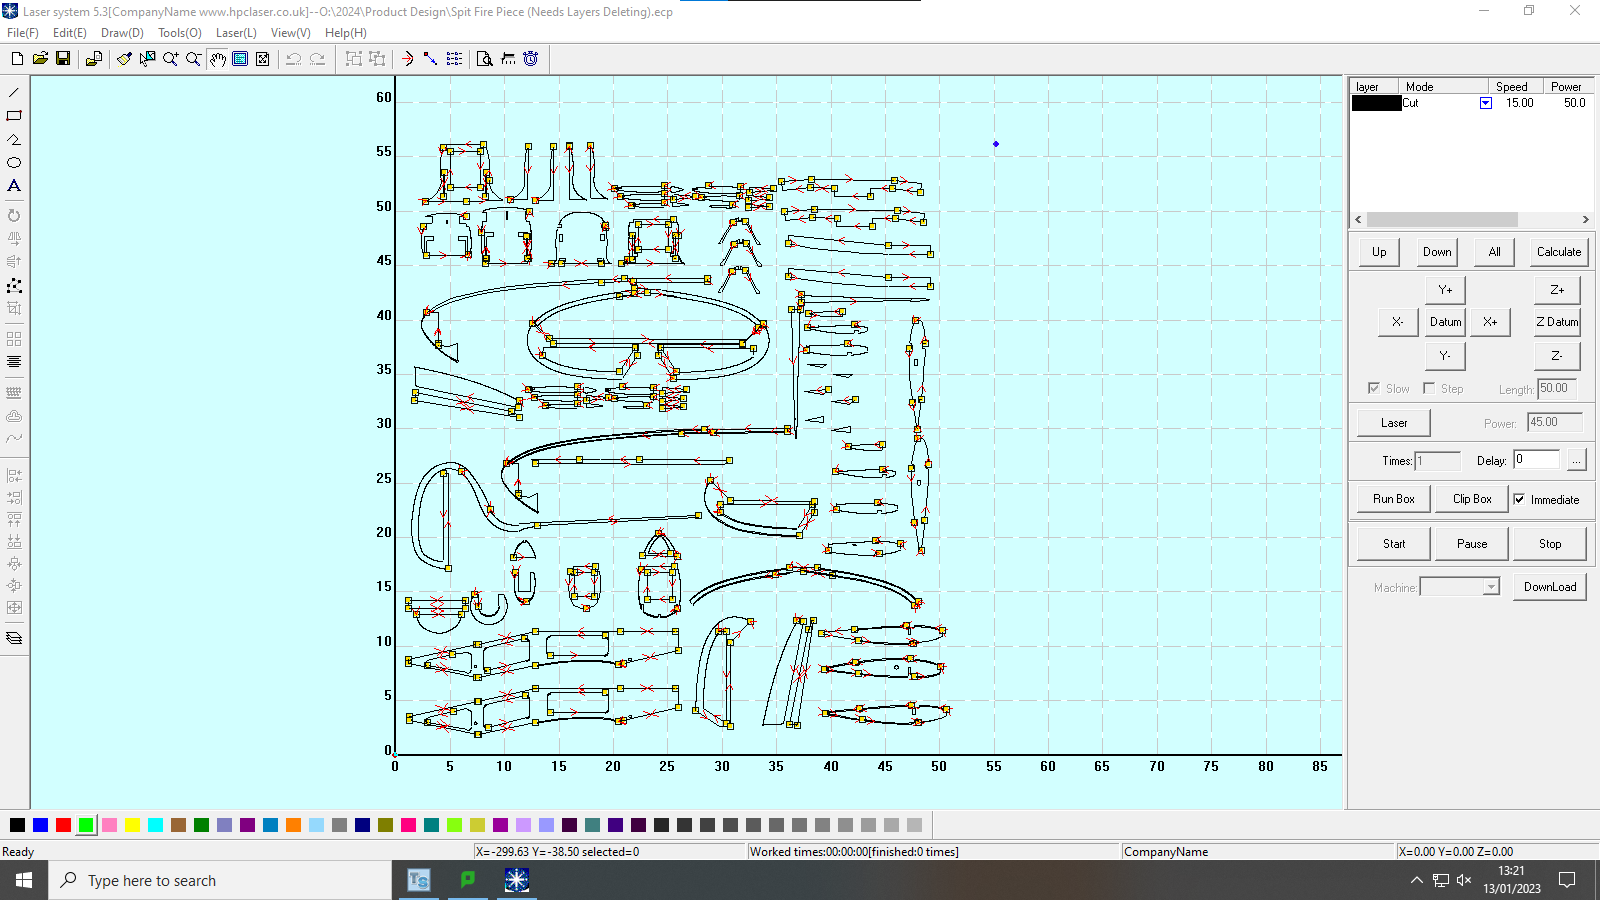 Laser system 5.3[CompanyName www.hpclaser.co.uk]--O:\2024\Product Design\Spit Fire Piece (Needs Layers Deleting).ecp
File(F) Edit(E) Draw(D) Tools(O) Laser(L) View(V) Help(H)
layer Mode Speed Power
Cut 15.00 50.0
60
55
50
45
40
35
30
25
20
15
10
5
0
0 5 10 15 20 25 30 35 40 45 50 55 60 65 70 75 80 85
Up Down All Calculate
Y+ Z+
X- Datum X+ Z Datum
Y- Z-
Slow Step Length: 50.00
Laser Power: 45.00
Times: 1 Delay: 0 ...
Run Box Clip Box Immediate
Start Pause Stop
Machine: DownLoad
Ready X=-299.63 Y=-38.50 selected=0 Worked times:00:00:00[finished:0 times] CompanyName X=0.00 Y=0.00 Z=0.00
Type here to search
TS
13:21
13/01/2023